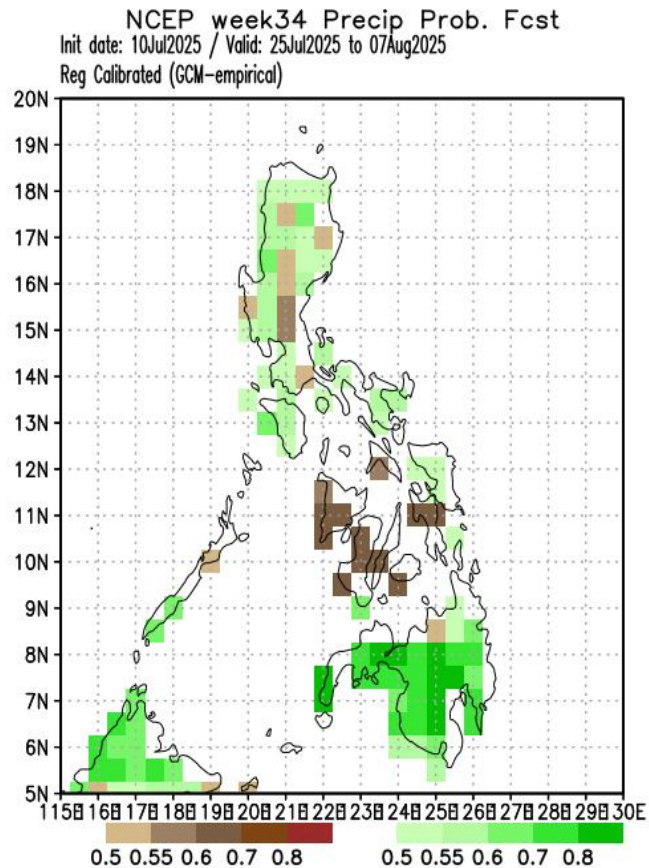 NCEP week34 Precip Prob. Fcst
Init date: 10Jul2025 / Valid: 25Jul2025 to 07Aug2025
Reg Calibrated (GCM-empirical)
20N
19N
18N
17N
16N
15N
14N
13N
12N
11N
10N
9N
8N
7N
6N
5N
115E 116E 117E 118E 119E 120E 121E 122E 123E 124E 125E 126E 127E 128E 129E 130E
0.5 0.55 0.6 0.7 0.8 0.5 0.55 0.6 0.7 0.8